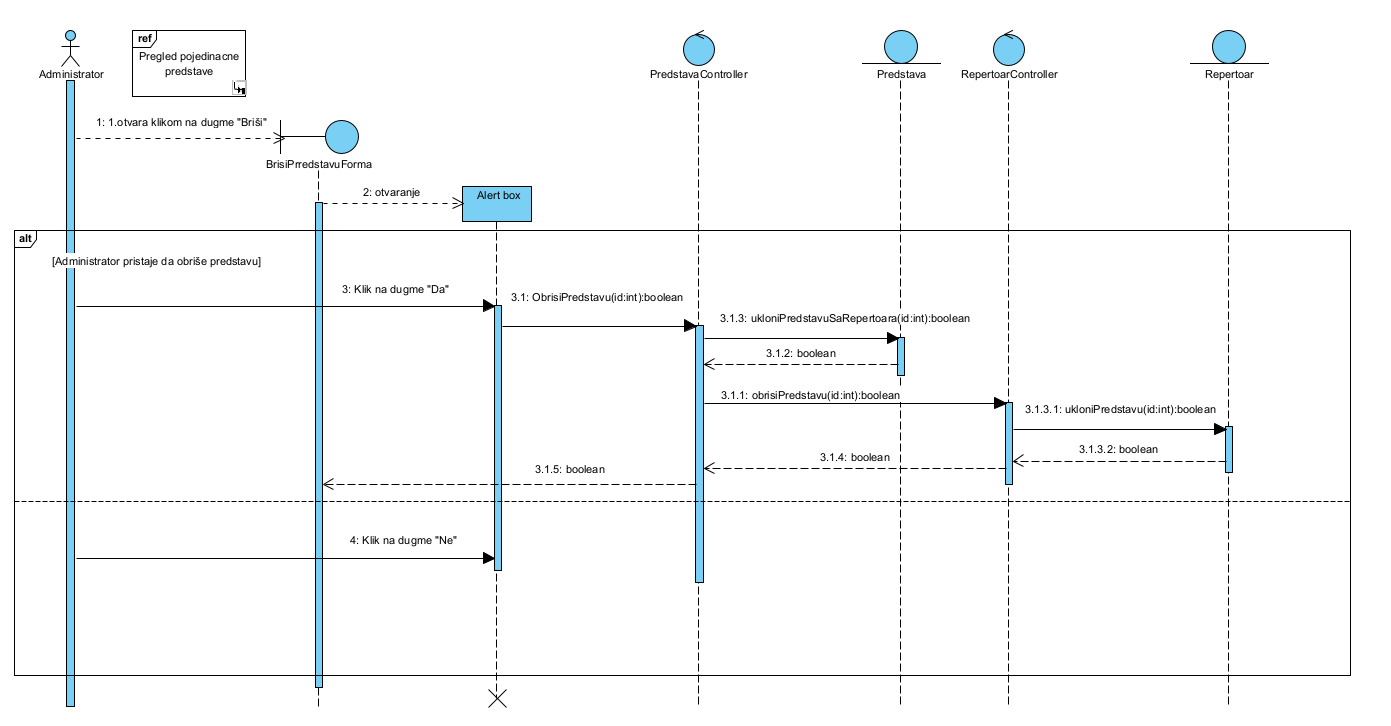 ref
Pregled pojedinacne
predstave
Administrator
PredstavaController
Predstava
RepertoarController
Repertoar
1: 1.otvara klikom na dugme "Briši"
BrisiPrredstavuForma
2: otvaranje
Alert box
alt
[Administrator pristaje da obriše predstavu]
3: Klik na dugme "Da"
3.1: ObrisiPredstavu(id:int):boolean
3.1.3: ukloniPredstavuSaRepertoara(id:int):boolean
3.1.2: boolean
3.1.1: obrisiPredstavu(id:int):boolean
3.1.3.1: ukloniPredstavu(id:int):boolean
3.1.3.2: boolean
3.1.4: boolean
3.1.5: boolean
4: Klik na dugme "Ne"